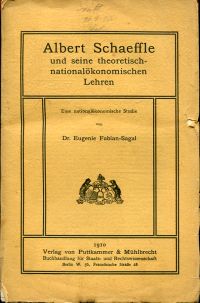 Albert Schaeffle
und seine theoretisch-
nationalökonomischen
Lehren
Eine nationalökonomische Studie
von
Dr. Eugenie Fabian-Sagal
1910
Verlag von Puttkammer & Mühlbrecht
Buchhandlung für Staats- und Rechtswissenschaft
Berlin W. 56, Französische Straße 28